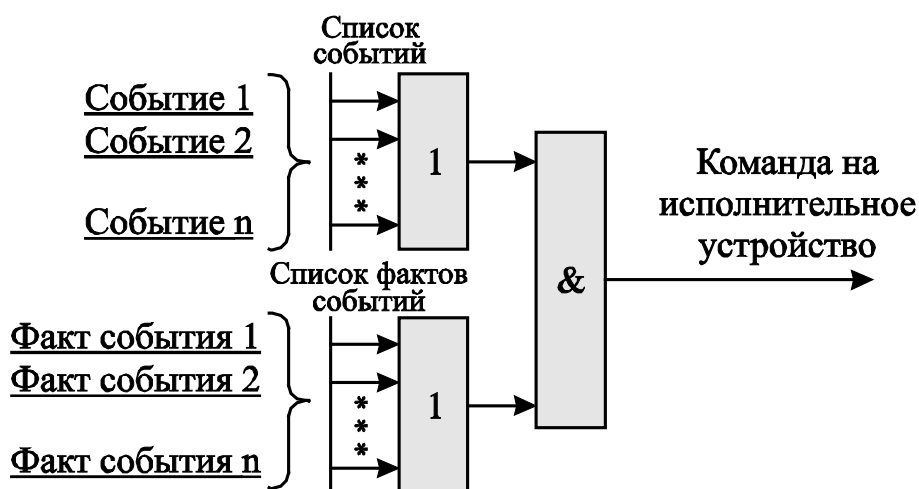 Список
событий
Событие 1
Событие 2
***
Событие n
1
Команда на
исполнительное
устройство
&
Список фактов
событий
Факт события 1
Факт события 2
***
Факт события n
1